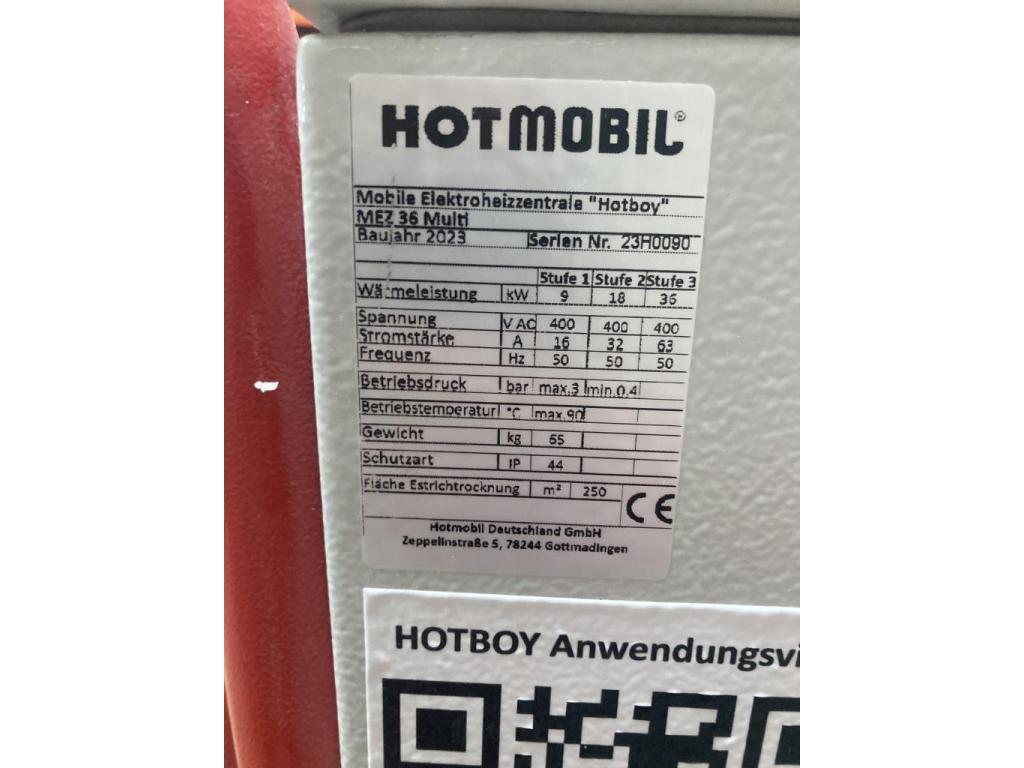 HOTMOBIL®
Mobile Elektroheizzentrale "Hotboy"
MEZ 36 Multi
Baujahr 2023 Serien Nr. 23H0090
Stufe 1 Stufe 2 Stufe 3
Wärmeleistung kW 9 18 36
Spannung V AC 400 400 400
Stromstärke A 16 32 63
Frequenz Hz 50 50 50
Betriebsdruck bar max.3 min.0.4
Betriebstemperatur °C max.90
Gewicht kg 65
Schutzart IP 44
Fläche Estrichtrocknung m² 250
CE
Hotmobil Deutschland GmbH
Zeppelinstraße 5, 78244 Gottmadingen
HOTBOY Anwendungsvi